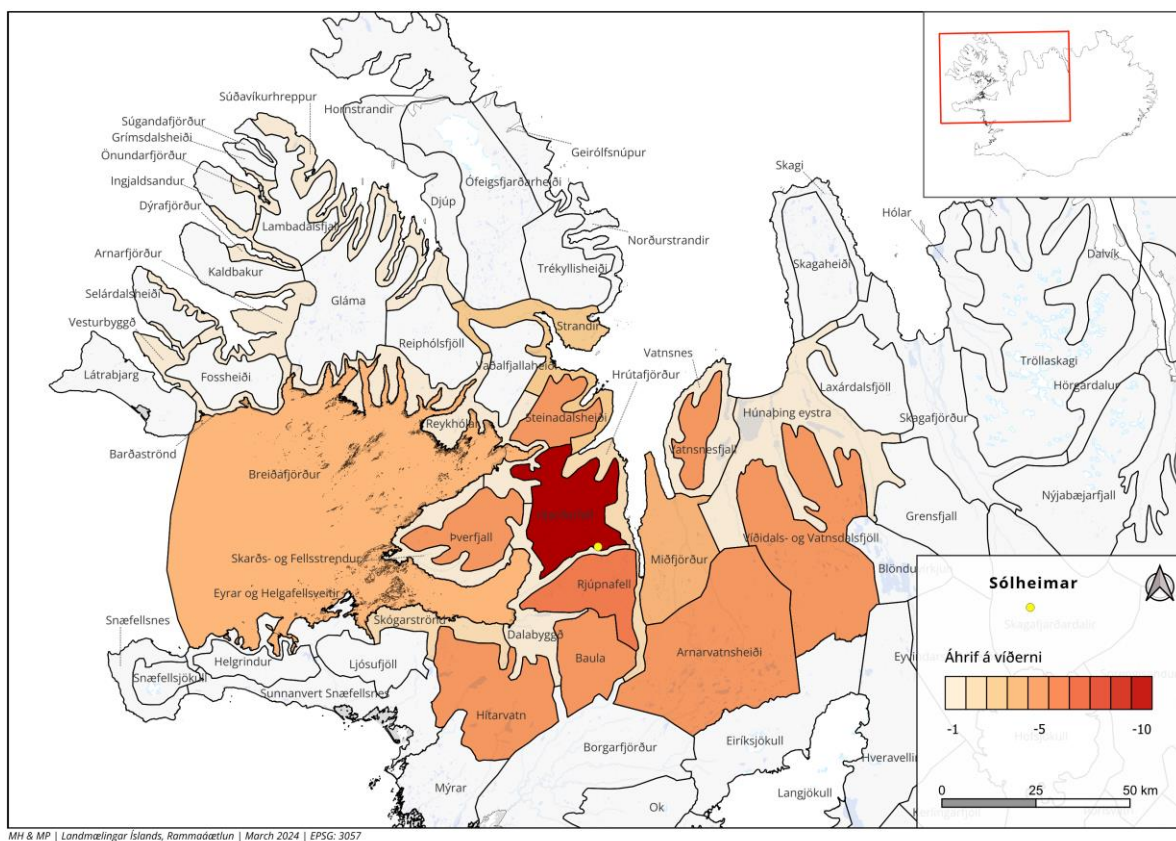 Súðavíkurhreppur
Hornstrandir
Súgandafjörður
Grímsdalsheiði
Önundarfjörður
Ingjaldsandur
Dýrafjörður
Lambadalsfjall
Arnarfjörður
Kaldbakur
Selárdalsheiði
Vesturbyggð
Gláma
Látrabjarg
Fossheiði
Barðaströnd
Geirólfsnúpur
Ófeigsfjarðarheiði
Djúp
Norðurstrandir
Trékyllisheiði
Skagi
Hólar
Dalvík
Skagaheiði
Reiphólsfjöll
Strandir
Vaðalfjallaheiði
Vatnsnes
Hrútafjörður
Tröllaskagi
Laxárdalsfjöll
Hörgardalur
Steinadalsheiði
Húnaþing eystra
Skagafjörður
Reykhólar
Vatnsnesfjall
Breiðafjörður
Nýjabæjarfjall
Grensfjall
Þverfjall
Skarðs- og Fellsstrendur
Miðfjörður
Víðidals- og Vatnsdalsfjöll
Rjúpnafell
Eyrar og Helgafellssveitir
Snæfellsnes
Skógarströnd
Dalabyggð
Helgrindur
Ljósufjöll
Baula
Arnarvatnsheiði
Snæfellsjökull
Sunnanvert Snæfellsnes
Hítarvatn
Borgarfjörður
Eiríksjökull
Mýrar
Ok
Langjökull
Sólheimar
Skagafjarðardalir
Áhrif á víðerni
-1
-5
-10
Hofsjökull
0
25
50 km
MH & MP | Landmælingar Íslands, Rammaáætlun | March 2024 | EPSG: 3057